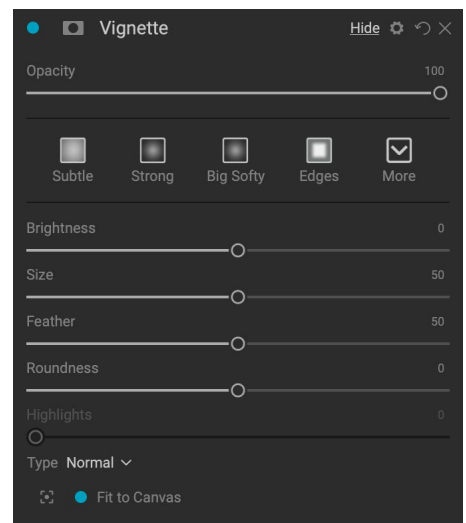 Vignette Hide
Opacity 100
Subtle Strong Big Softy Edges More
Brightness 0
Size 50
Feather 50
Roundness 0
Highlights 0
Type Normal
Fit to Canvas